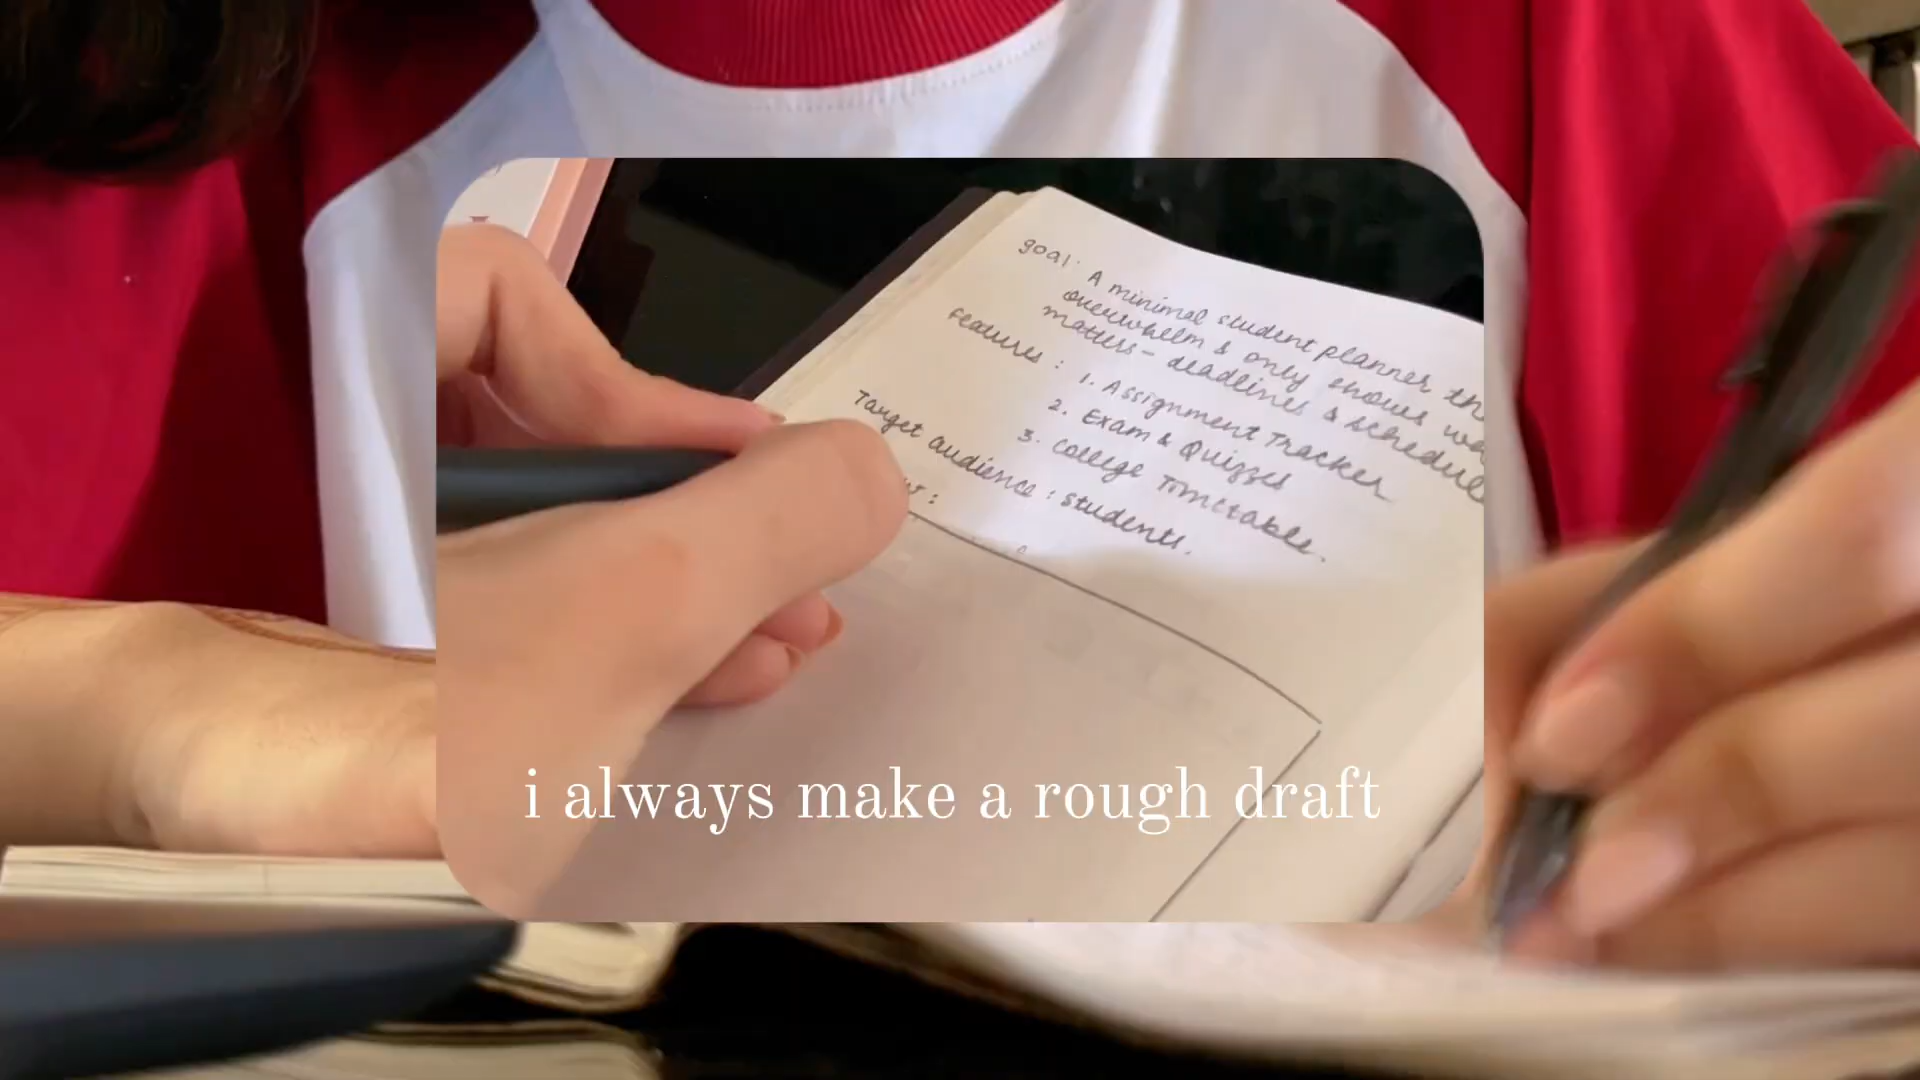 goal: A minimal student planner th
overwhelm & only shows wa
matters - deadlines & schedule
Features : 1. Assignment Tracker
2. Exam & Quizzes
3. College Timetable.
Target audience : students.
i always make a rough draft